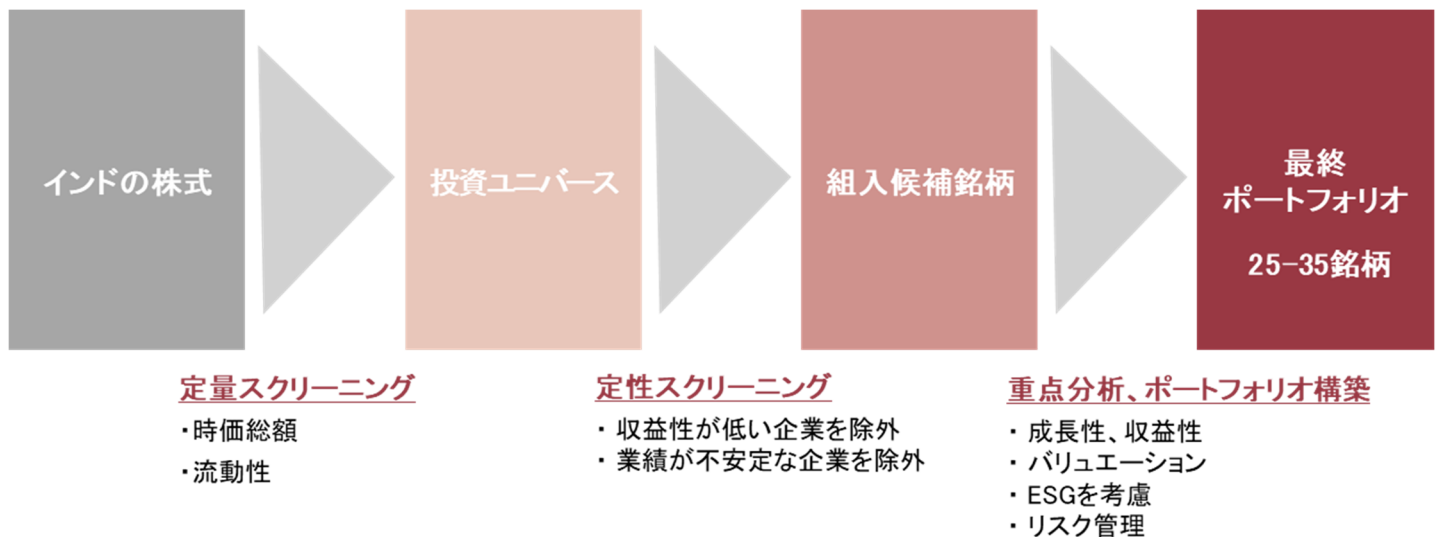 インドの株式
投資ユニバース
組入候補銘柄
最終
ポートフォリオ
25-35銘柄
定量スクリーニング
・時価総額
・流動性
定性スクリーニング
・収益性が低い企業を除外
・業績が不安定な企業を除外
重点分析、ポートフォリオ構築
・成長性、収益性
・バリュエーション
・ESGを考慮
・リスク管理